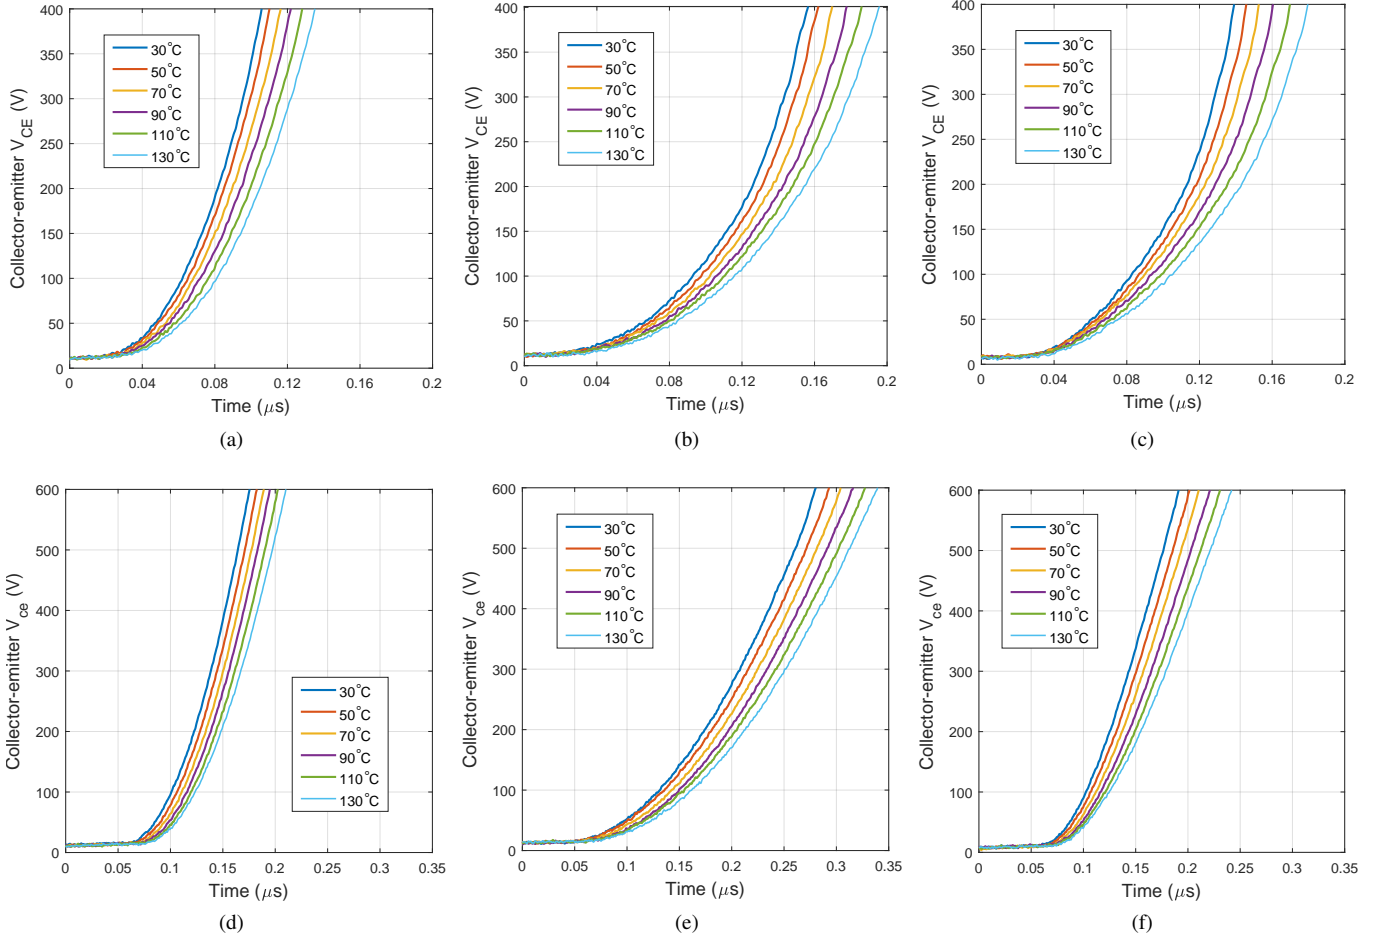 400
350
300
250
200
150
100
50
0
Collector-emitter V_CE (V)
30°C
50°C
70°C
90°C
110°C
130°C
0 0.04 0.08 0.12 0.16 0.2
Time (μs)
(a)
400
350
300
250
200
150
100
50
0
Collector-emitter V_CE (V)
30°C
50°C
70°C
90°C
110°C
130°C
0 0.04 0.08 0.12 0.16 0.2
Time (μs)
(b)
400
350
300
250
200
150
100
50
0
Collector-emitter V_CE (V)
30°C
50°C
70°C
90°C
110°C
130°C
0 0.04 0.08 0.12 0.16 0.2
Time (μs)
(c)
600
500
400
300
200
100
0
Collector-emitter V_ce (V)
30°C
50°C
70°C
90°C
110°C
130°C
0 0.05 0.1 0.15 0.2 0.25 0.3 0.35
Time (μs)
(d)
600
500
400
300
200
100
0
Collector-emitter V_ce (V)
30°C
50°C
70°C
90°C
110°C
130°C
0 0.05 0.1 0.15 0.2 0.25 0.3 0.35
Time (μs)
(e)
600
500
400
300
200
100
0
Collector-emitter V_ce (V)
30°C
50°C
70°C
90°C
110°C
130°C
0 0.05 0.1 0.15 0.2 0.25 0.3 0.35
Time (μs)
(f)